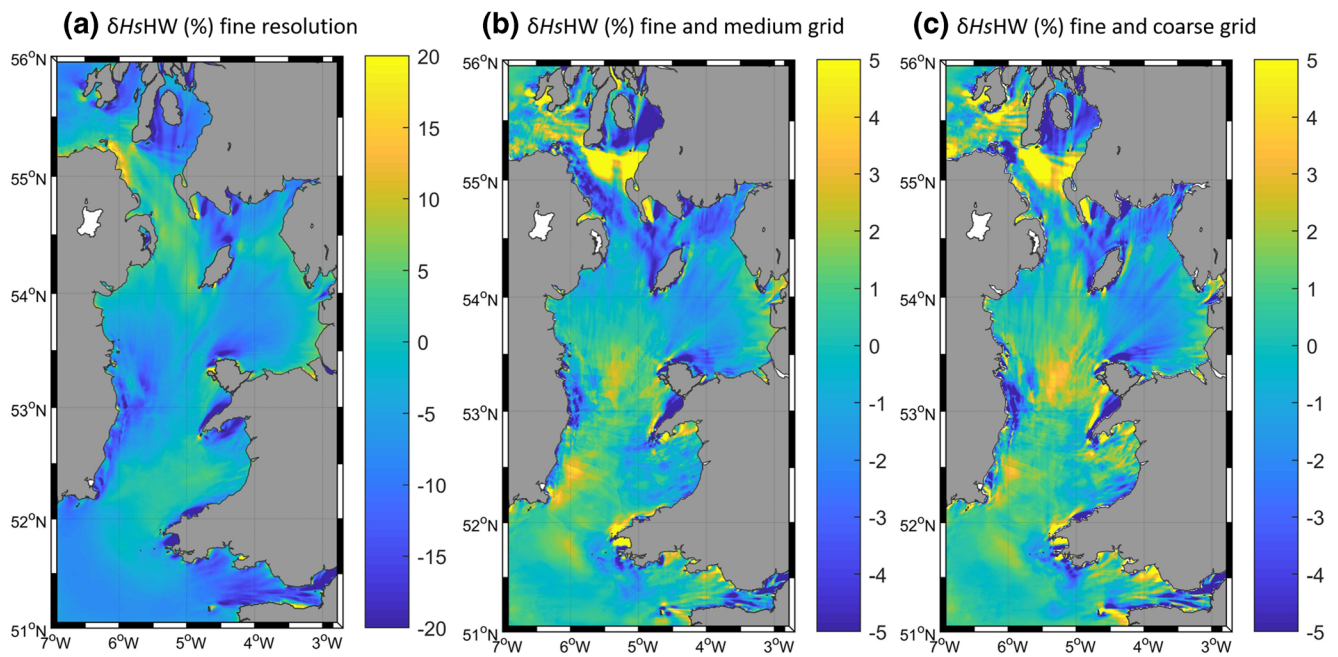 (a) δHsHW (%) fine resolution
56°N
55°N
54°N
53°N
52°N
51°N
7°W
6°W
5°W
4°W
3°W
20
15
10
5
0
-5
-10
-15
-20
(b) δHsHW (%) fine and medium grid
56°N
55°N
54°N
53°N
52°N
51°N
7°W
6°W
5°W
4°W
3°W
5
4
3
2
1
0
-1
-2
-3
-4
-5
(c) δHsHW (%) fine and coarse grid
56°N
55°N
54°N
53°N
52°N
51°N
7°W
6°W
5°W
4°W
3°W
5
4
3
2
1
0
-1
-2
-3
-4
-5